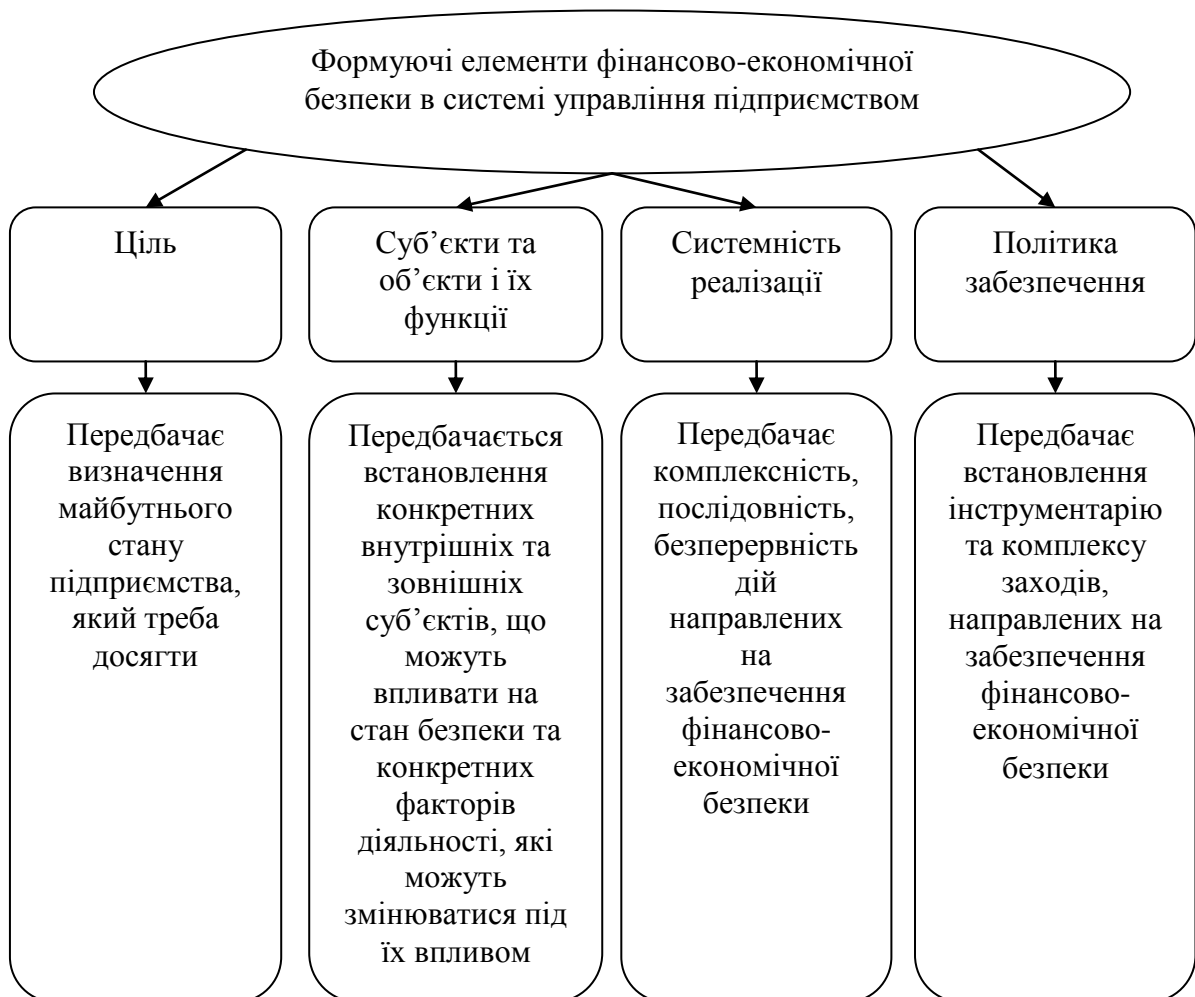 Формуючі елементи фінансово-економічної
безпеки в системі управління підприємством
Ціль
Суб’єкти та
об’єкти і їх
функції
Системність
реалізації
Політика
забезпечення
Передбачає
визначення
майбутнього
стану
підприємства,
який треба
досягти
Передбачається
встановлення
конкретних
внутрішніх та
зовнішніх
суб’єктів, що
можуть
впливати на
стан безпеки та
конкретних
факторів
діяльності, які
можуть
змінюватися під
їх впливом
Передбачає
комплексність,
послідовність,
безперервність
дій
направлених
на
забезпечення
фінансово-
економічної
безпеки
Передбачає
встановлення
інструментарію
та комплексу
заходів,
направлених на
забезпечення
фінансово-
економічної
безпеки